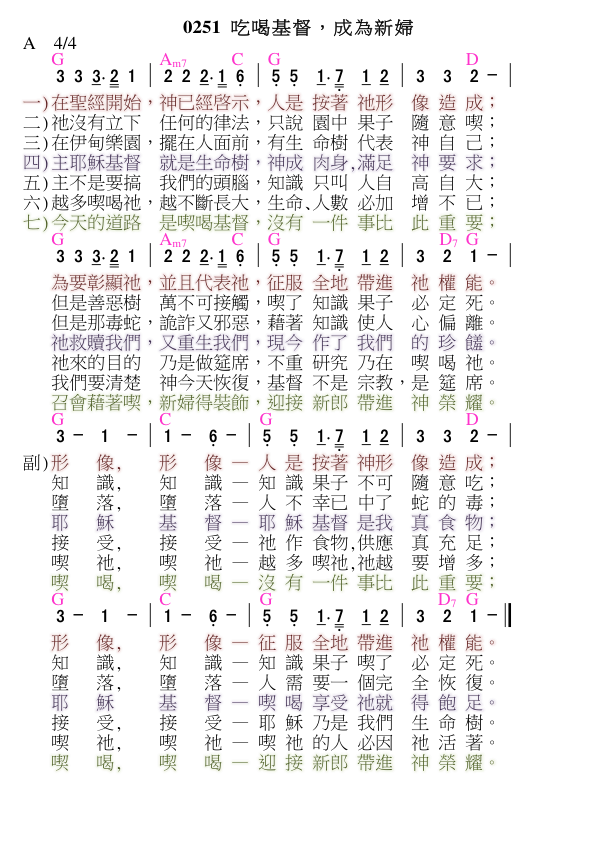 0251 吃喝基督，成為新婦
A 4/4
G Am7 C G D
3 3 3·2 1 | 2 2 2·1 6 | 5 5 1·7 1 2 | 3 3 2 – |
一)在聖經開始，神已經啓示，人是 按著 祂形 像 造 成；
二)祂沒有立下 任何的律法，只說 園中 果子 隨 意 喫；
三)在伊甸樂園，擺在人面前，有生 命樹 代表 神 自 己；
四)主耶穌基督 就是生命樹，神成 肉身,滿足 神 要 求；
五)主不是要搞 我們的頭腦，知識 只叫 人自 高 自 大；
六)越多喫喝祂，越不斷長大，生命、人數 必加 增 不 已；
七)今天的道路 是喫喝基督，沒有 一件 事比 此 重 要；
G Am7 C G D7 G
3 3 3·2 1 | 2 2 2·1 6 | 5 5 1·7 1 2 | 3 2 1 – |
為要彰顯祂，並且代表祂，征服 全地 帶進 祂 權 能。
但是善惡樹 萬不可接觸，喫了 知識 果子 必 定 死。
但是那毒蛇，詭詐又邪惡，藉著 知識 使人 心 偏 離。
祂救贖我們，又重生我們，現今 作了 我們 的 珍 饈。
祂來的目的 乃是做筵席，不重 研究 乃在 喫 喝 祂。
我們要清楚 神今天恢復，基督 不是 宗教，是 筵 席。
召會藉著喫，新婦得裝飾，迎接 新郎 帶進 神 榮 耀。
G C G D
3 – 1 – | 1 – 6 – | 5 5 1·7 1 2 | 3 3 2 – |
副)形 像, 形 像 — 人 是 按著 神形 像 造 成；
知 識, 知 識 — 知 識 果子 不可 隨 意 吃；
墮 落, 墮 落 — 人 不 幸已 中了 蛇 的 毒；
耶 穌 基 督 — 耶 穌 基督 是我 真 食 物；
接 受, 接 受 — 祂 作 食物,供應 真 充 足；
喫 祂, 喫 祂 — 越 多 喫祂,祂越 要 增 多；
喫 喝, 喫 喝 — 沒 有 一件 事比 此 重 要；
G C G D7 G
3 – 1 – | 1 – 6 – | 5 5 1·7 1 2 | 3 2 1 – ‖
形 像, 形 像 — 征 服 全地 帶進 祂 權 能。
知 識, 知 識 — 知 識 果子 喫了 必 定 死。
墮 落, 墮 落 — 人 需 要一 個完 全 恢 復。
耶 穌 基 督 — 喫 喝 享受 祂就 得 飽 足。
接 受, 接 受 — 耶 穌 乃是 我們 生 命 樹。
喫 祂, 喫 祂 — 喫 祂 的人 必因 祂 活 著。
喫 喝, 喫 喝 — 迎 接 新郎 帶進 神 榮 耀。